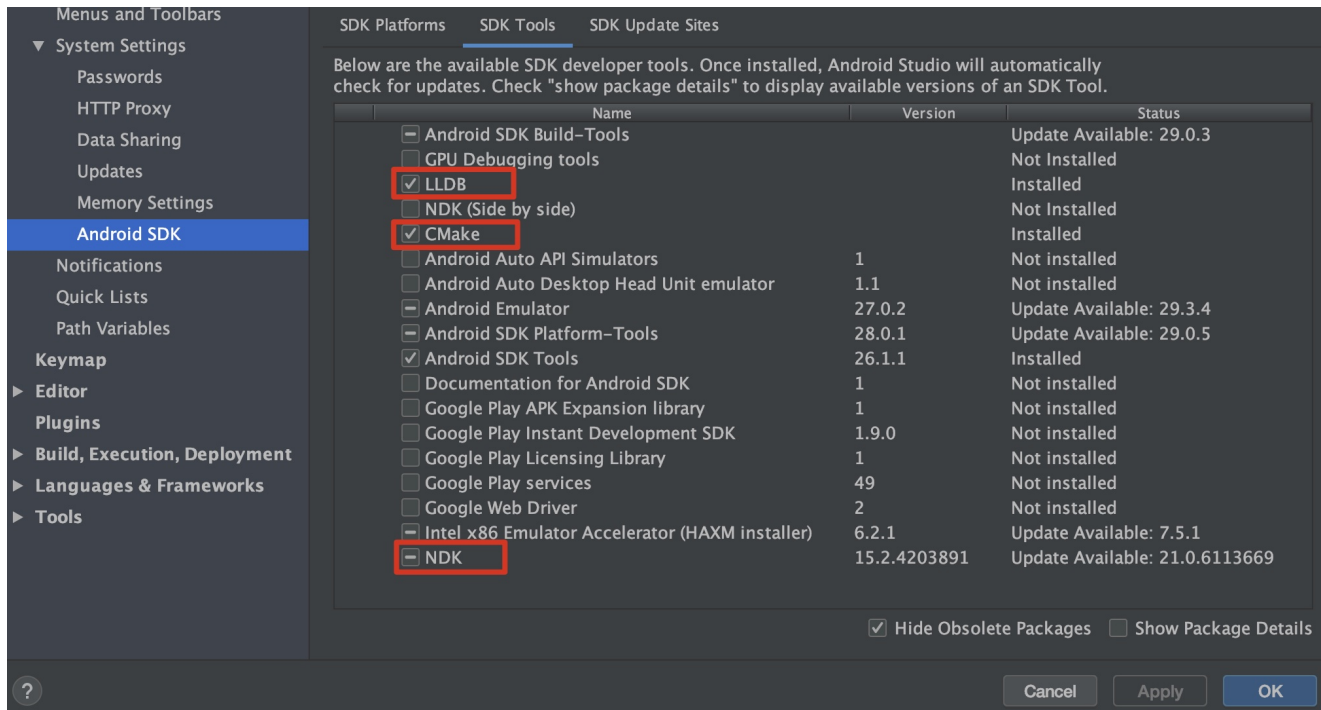 Menus and Toolbars
System Settings
Passwords
HTTP Proxy
Data Sharing
Updates
Memory Settings
Android SDK
Notifications
Quick Lists
Path Variables
Keymap
Editor
Plugins
Build, Execution, Deployment
Languages & Frameworks
Tools
?
SDK Platforms SDK Tools SDK Update Sites
Below are the available SDK developer tools. Once installed, Android Studio will automatically
check for updates. Check "show package details" to display available versions of an SDK Tool.
Name Version Status
Android SDK Build-Tools Update Available: 29.0.3
GPU Debugging tools Not Installed
LLDB Installed
NDK (Side by side) Not Installed
CMake Installed
Android Auto API Simulators 1 Not installed
Android Auto Desktop Head Unit emulator 1.1 Not installed
Android Emulator 27.0.2 Update Available: 29.3.4
Android SDK Platform-Tools 28.0.1 Update Available: 29.0.5
Android SDK Tools 26.1.1 Installed
Documentation for Android SDK 1 Not installed
Google Play APK Expansion library 1 Not installed
Google Play Instant Development SDK 1.9.0 Not installed
Google Play Licensing Library 1 Not installed
Google Play services 49 Not installed
Google Web Driver 2 Not installed
Intel x86 Emulator Accelerator (HAXM installer) 6.2.1 Update Available: 7.5.1
NDK 15.2.4203891 Update Available: 21.0.6113669
Hide Obsolete Packages Show Package Details
Cancel Apply OK